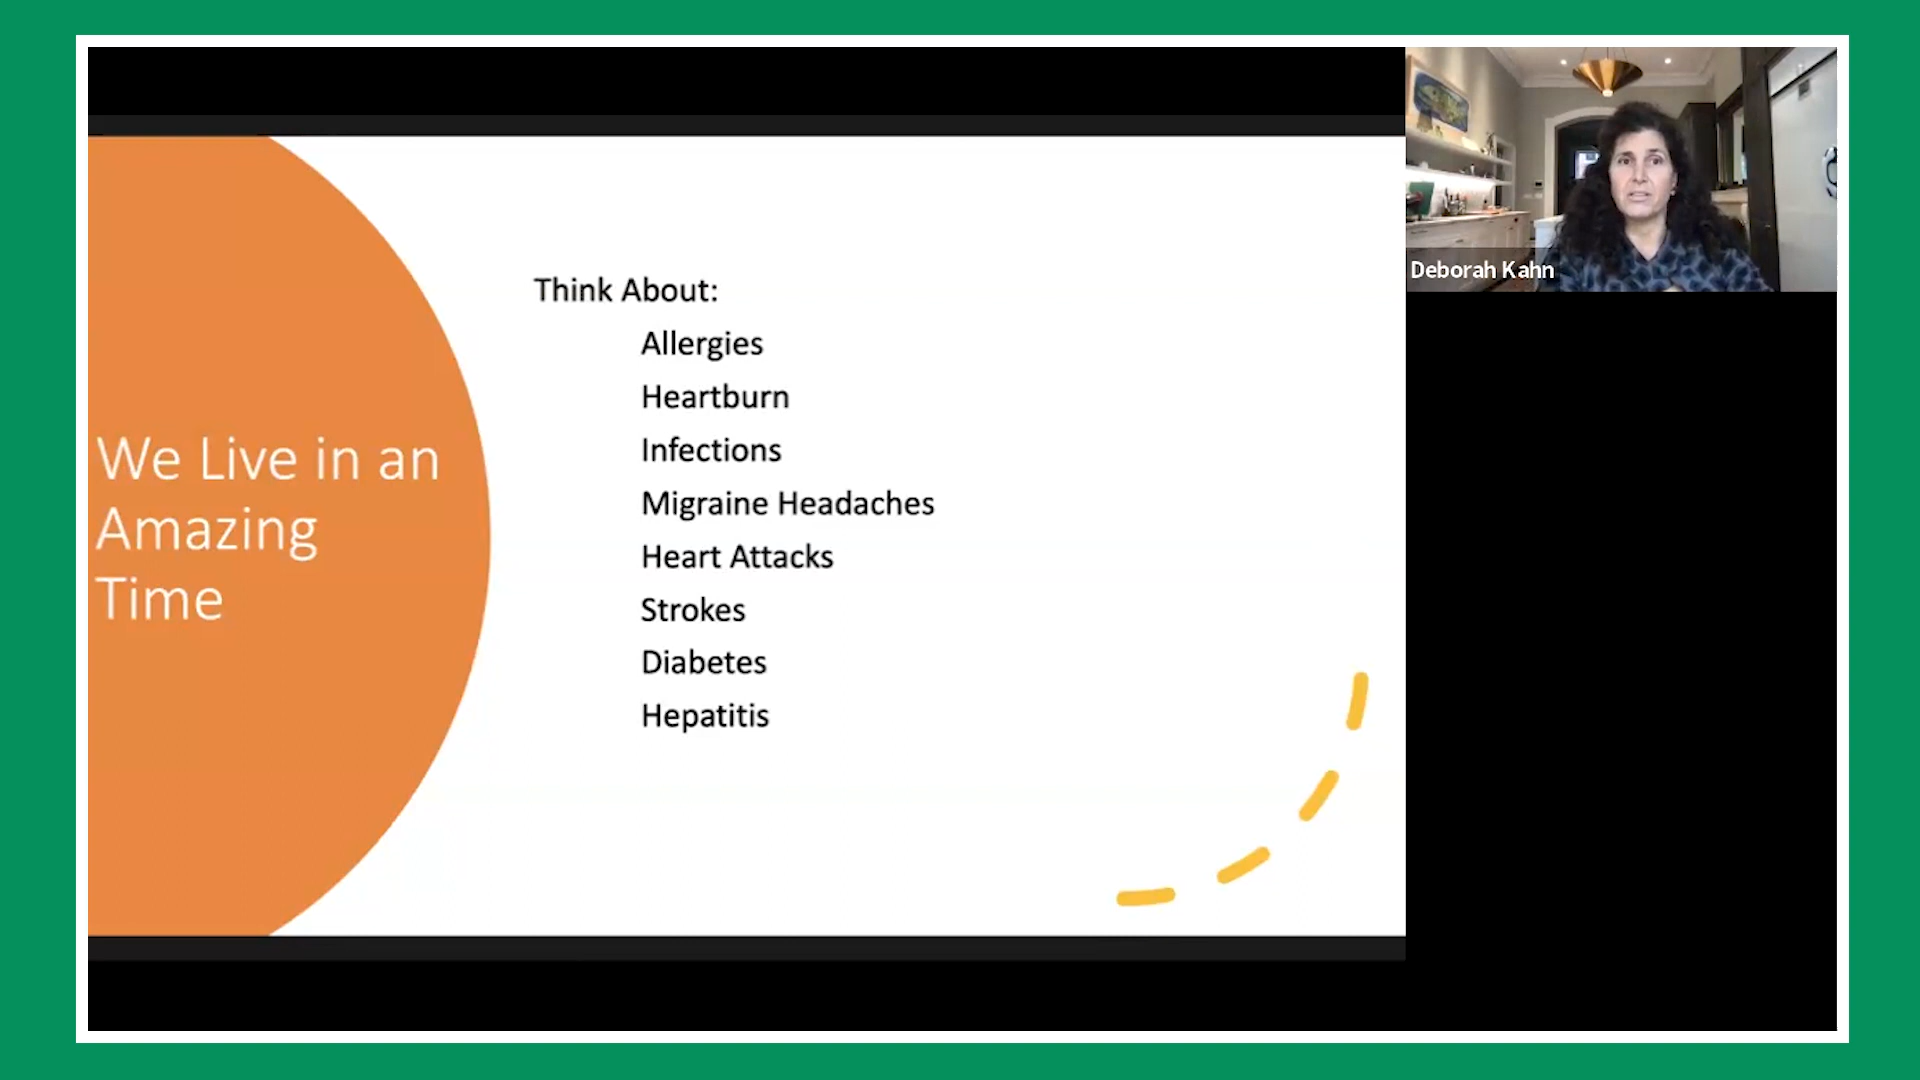 We Live in an
Amazing
Time
Think About:
Allergies
Heartburn
Infections
Migraine Headaches
Heart Attacks
Strokes
Diabetes
Hepatitis
Deborah Kahn